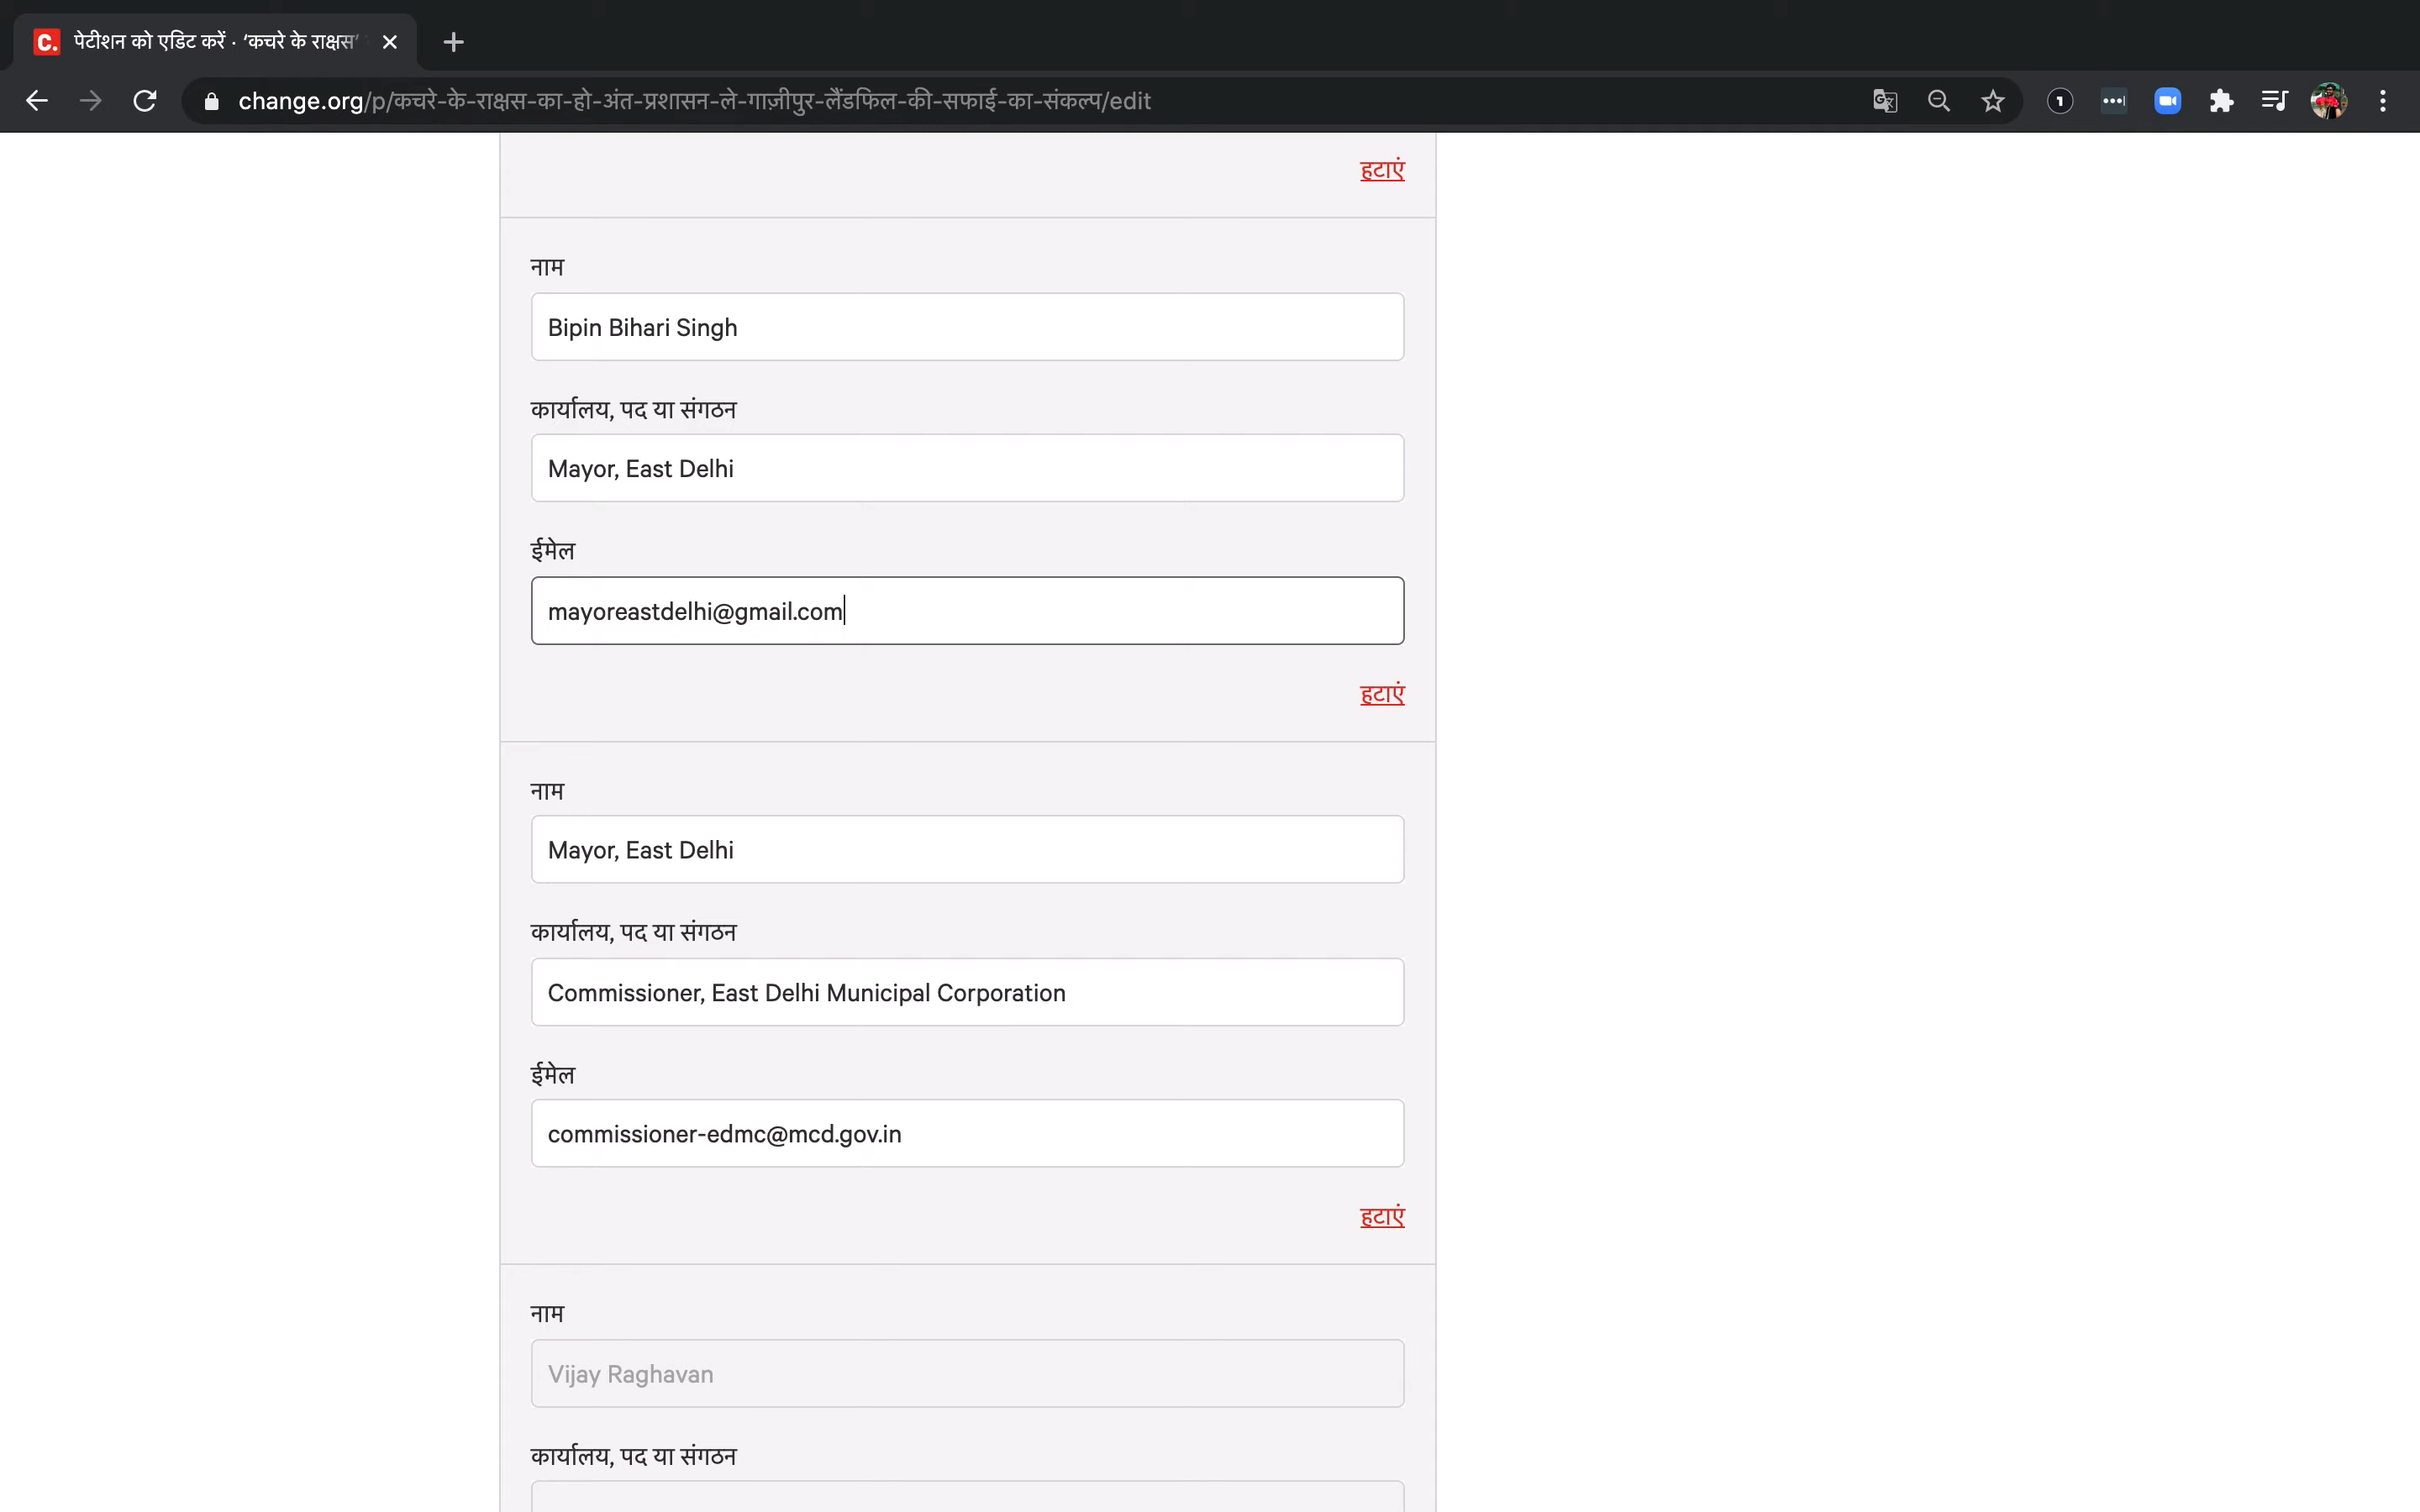 C. पेटीशन को एडिट करें · ‘कचरे के राक्षस’
change.org/p/कचरे-के-राक्षस-का-हो-अंत-प्रशासन-ले-गाज़ीपुर-लैंडफिल-की-सफाई-का-संकल्प/edit
हटाएं
नाम
Bipin Bihari Singh
कार्यालय, पद या संगठन
Mayor, East Delhi
ईमेल
mayoreastdelhi@gmail.com
हटाएं
नाम
Mayor, East Delhi
कार्यालय, पद या संगठन
Commissioner, East Delhi Municipal Corporation
ईमेल
commissioner-edmc@mcd.gov.in
हटाएं
नाम
Vijay Raghavan
कार्यालय, पद या संगठन